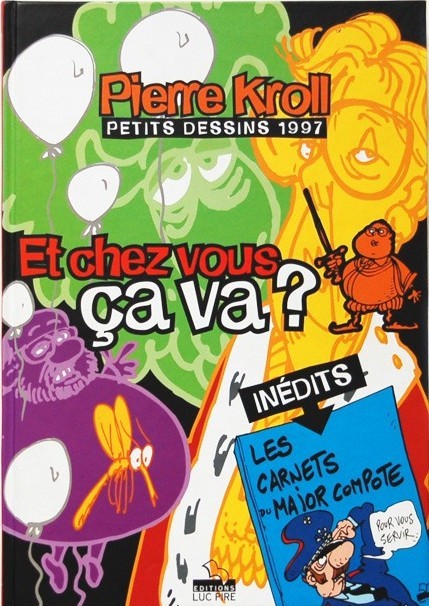 Pierre Kroll
PETITS DESSINS 1997
Et chez vous
ça va ?
INÉDITS
LES
CARNETS
DU MAJOR COMPOTE
POUR VOUS
SERVIR...
EDITIONS
LUC PIRE